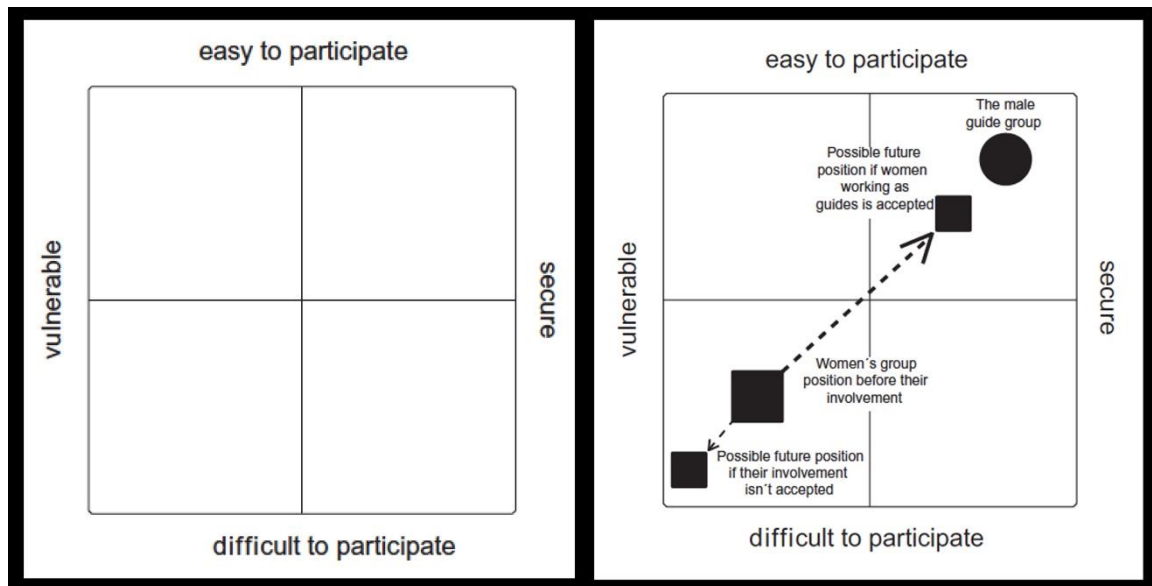 easy to participate
vulnerable
secure
difficult to participate
easy to participate
The male
guide group
Possible future
position if women
working as
guides is accepted
vulnerable
secure
Women´s group
position before their
involvement
Possible future position
if their involvement
isn´t accepted
difficult to participate